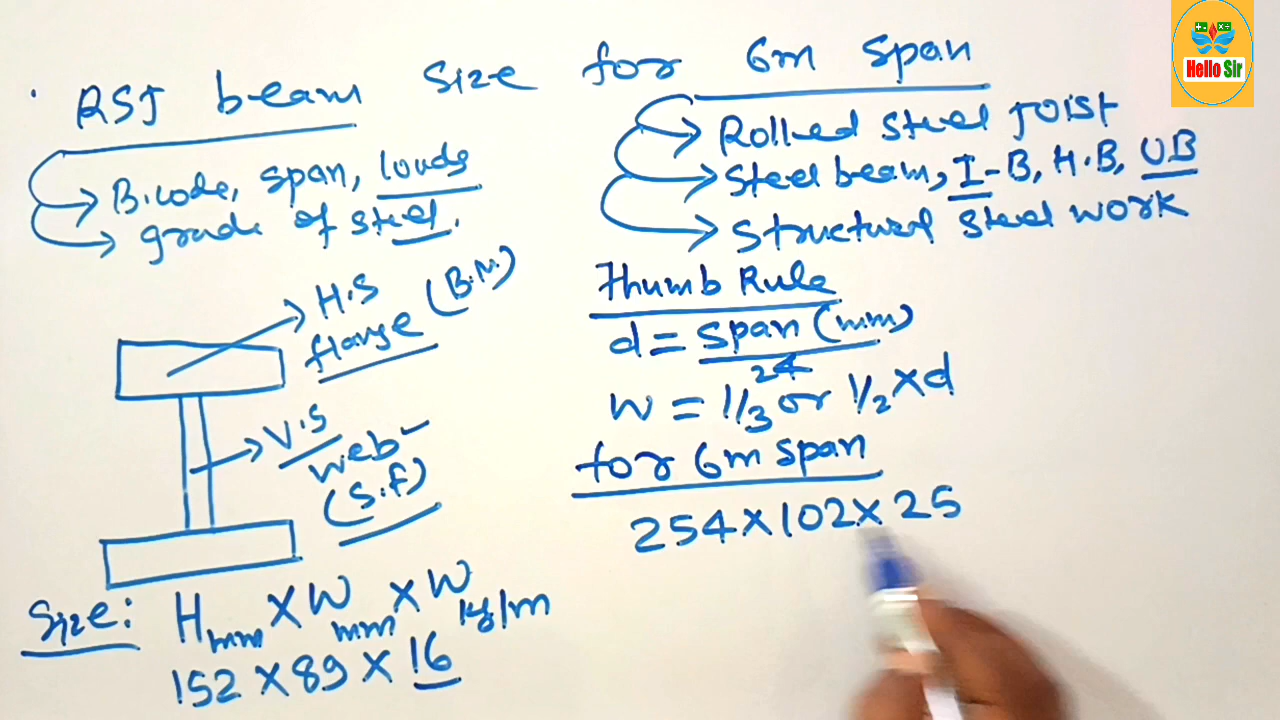 RSJ beam size for 6m span
B.code, span, loads
grade of steel.
Rolled steel JOIST
Steel beam, I-B, H.B, UB
Structural steel work
H.S
flange (B.M)
V.S
web
(S.F)
Size: Hmm X Wmm X W kg/m
152 X 89 X 16
Thumb Rule
d = span (mm)
24
W = 1/3 or 1/2 X d
for 6m span
254 X 102 X 25
Hello Sir